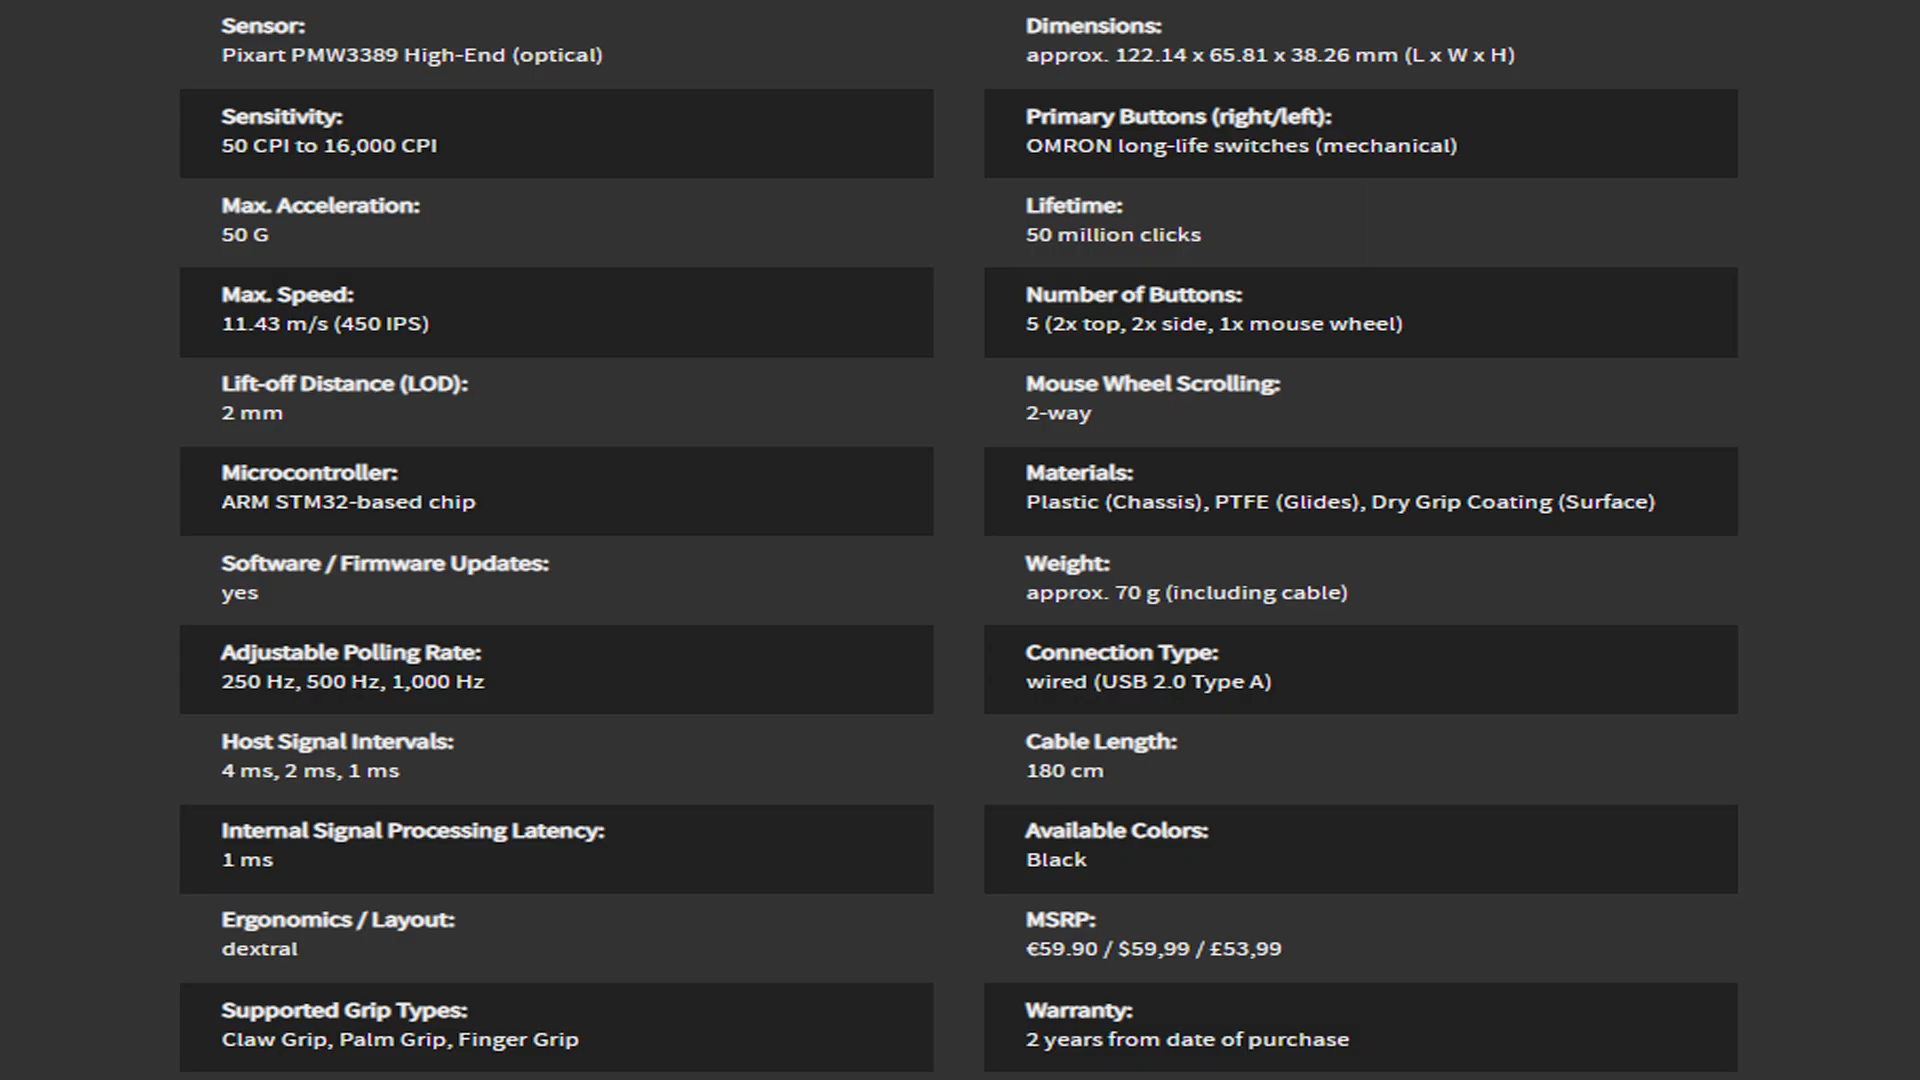 Sensor:
Pixart PMW3389 High-End (optical)
Sensitivity:
50 CPI to 16,000 CPI
Max. Acceleration:
50 G
Max. Speed:
11.43 m/s (450 IPS)
Lift-off Distance (LOD):
2 mm
Microcontroller:
ARM STM32-based chip
Software / Firmware Updates:
yes
Adjustable Polling Rate:
250 Hz, 500 Hz, 1,000 Hz
Host Signal Intervals:
4 ms, 2 ms, 1 ms
Internal Signal Processing Latency:
1 ms
Ergonomics / Layout:
dextral
Supported Grip Types:
Claw Grip, Palm Grip, Finger Grip
Dimensions:
approx. 122.14 x 65.81 x 38.26 mm (L x W x H)
Primary Buttons (right/left):
OMRON long-life switches (mechanical)
Lifetime:
50 million clicks
Number of Buttons:
5 (2x top, 2x side, 1x mouse wheel)
Mouse Wheel Scrolling:
2-way
Materials:
Plastic (Chassis), PTFE (Glides), Dry Grip Coating (Surface)
Weight:
approx. 70 g (including cable)
Connection Type:
wired (USB 2.0 Type A)
Cable Length:
180 cm
Available Colors:
Black
MSRP:
€59.90 / $59,99 / £53,99
Warranty:
2 years from date of purchase